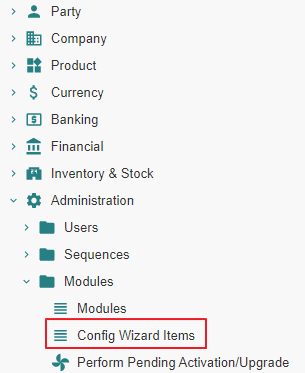 Party
Company
Product
Currency
Banking
Financial
Inventory & Stock
Administration
Users
Sequences
Modules
Modules
Config Wizard Items
Perform Pending Activation/Upgrade